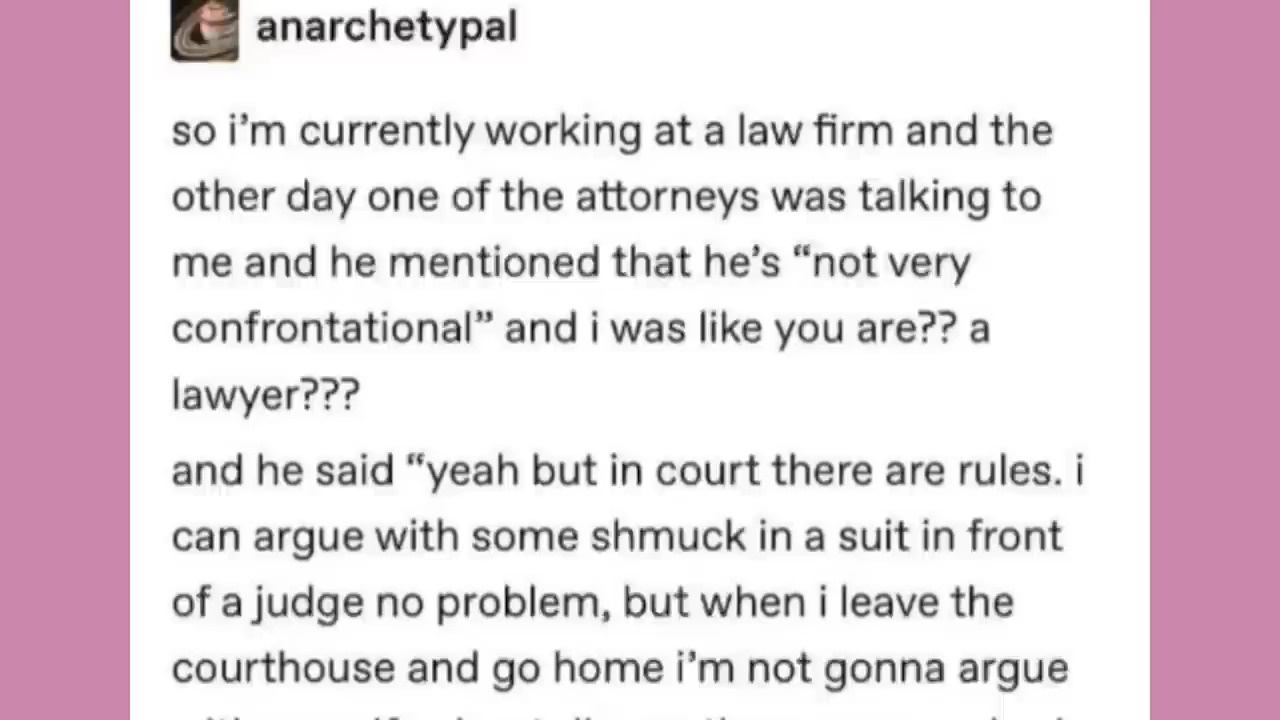 anarchetypal
so i’m currently working at a law firm and the
other day one of the attorneys was talking to
me and he mentioned that he’s “not very
confrontational” and i was like you are?? a
lawyer???
and he said “yeah but in court there are rules. i
can argue with some shmuck in a suit in front
of a judge no problem, but when i leave the
courthouse and go home i’m not gonna argue